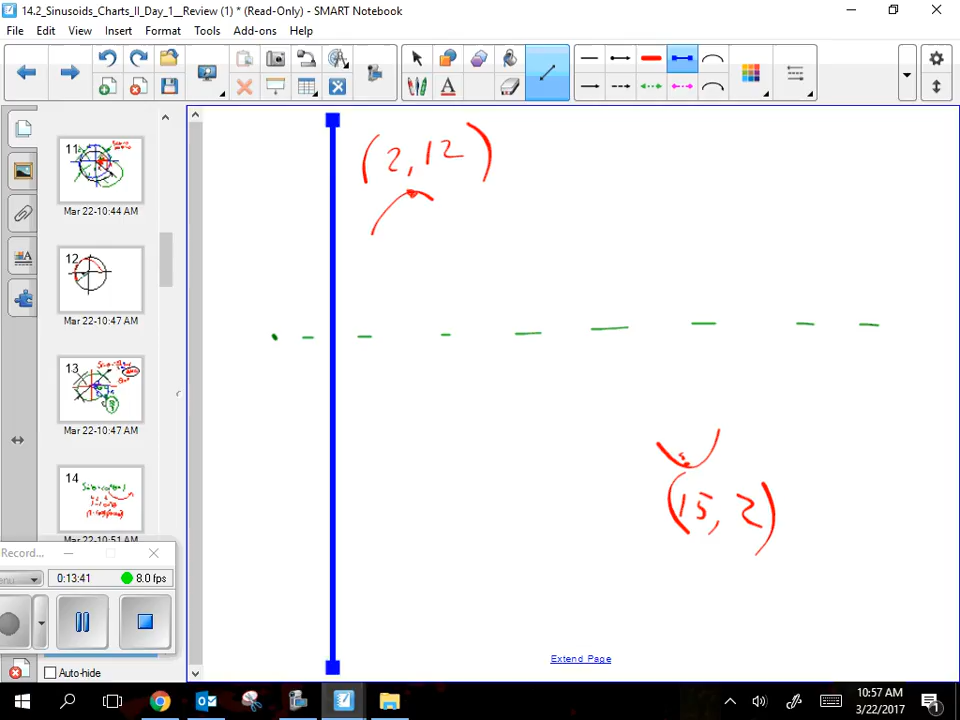 14.2_Sinusoids_Charts_II_Day_1__Review (1) * (Read-Only) - SMART Notebook
File Edit View Insert Format Tools Add-ons Help
11
Mar 22-10:44 AM
12
Mar 22-10:47 AM
13
Mar 22-10:47 AM
14
Mar 22-10:51 AM
(2,12)
(15, 2)
Record...
enu
0:13:41
8.0 fps
Auto-hide
Extend Page
10:57 AM
3/22/2017
1